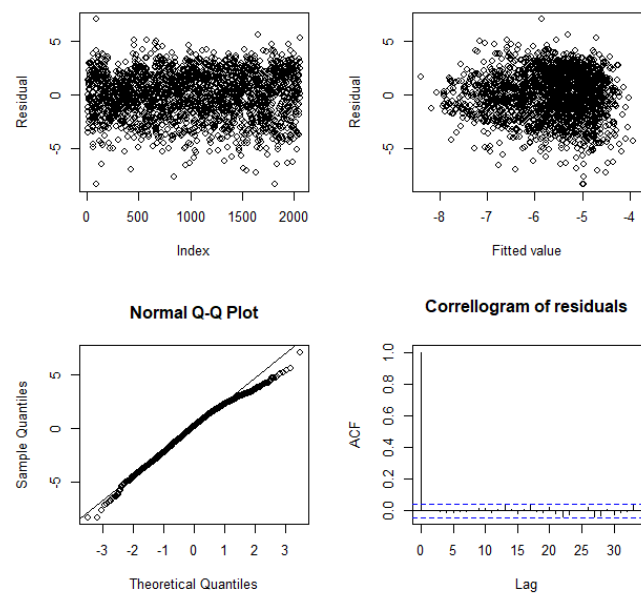 Residual
5
0
-5
0 500 1000 1500 2000
Index
Residual
5
0
-5
-8 -7 -6 -5 -4
Fitted value
Normal Q-Q Plot
Sample Quantiles
5
0
-5
-3 -2 -1 0 1 2 3
Theoretical Quantiles
Correllogram of residuals
ACF
1.0
0.8
0.6
0.4
0.2
0.0
0 5 10 15 20 25 30
Lag